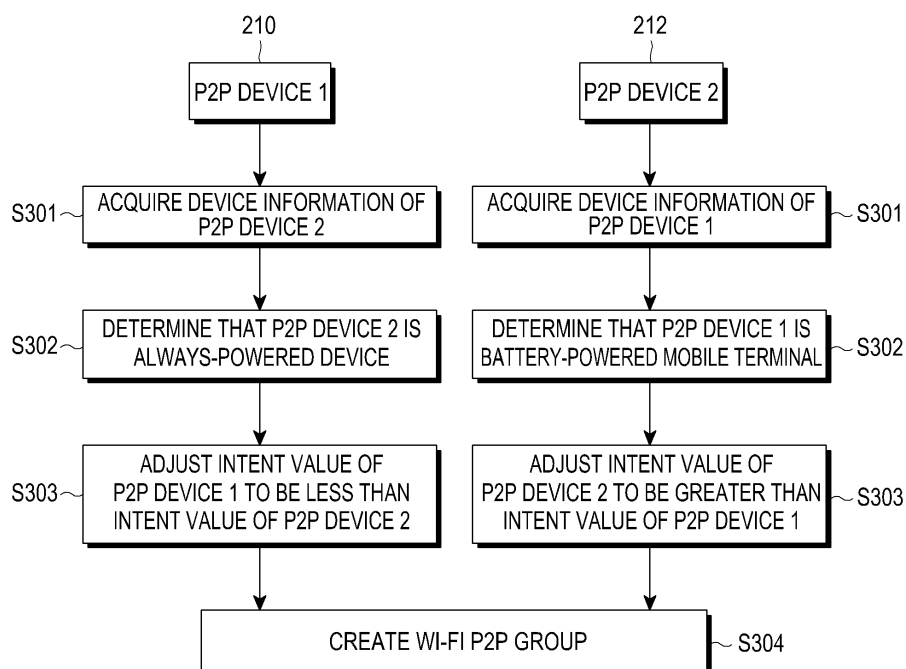 210
212
P2P DEVICE 1
P2P DEVICE 2
S301
ACQUIRE DEVICE INFORMATION OF
P2P DEVICE 2
ACQUIRE DEVICE INFORMATION OF
P2P DEVICE 1
S301
S302
DETERMINE THAT P2P DEVICE 2 IS
ALWAYS-POWERED DEVICE
DETERMINE THAT P2P DEVICE 1 IS
BATTERY-POWERED MOBILE TERMINAL
S302
S303
ADJUST INTENT VALUE OF
P2P DEVICE 1 TO BE LESS THAN
INTENT VALUE OF P2P DEVICE 2
ADJUST INTENT VALUE OF
P2P DEVICE 2 TO BE GREATER THAN
INTENT VALUE OF P2P DEVICE 1
S303
CREATE WI-FI P2P GROUP
S304